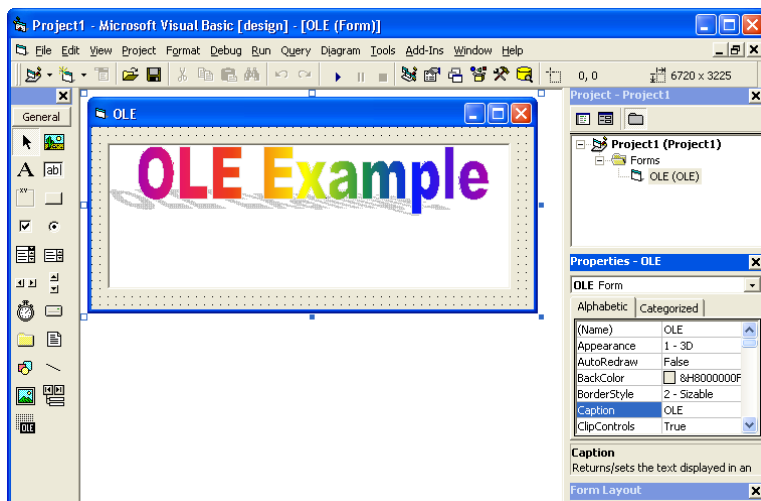 Project1 - Microsoft Visual Basic [design] - [OLE (Form)]
File Edit View Project Format Debug Run Query Diagram Tools Add-Ins Window Help
0, 0 6720 x 3225
General
A ab|
XY
OLE
OLE
OLE Example
Project - Project1
Project1 (Project1)
Forms
OLE (OLE)
Properties - OLE
OLE Form
Alphabetic Categorized
(Name) OLE
Appearance 1 - 3D
AutoRedraw False
BackColor &H8000000F
BorderStyle 2 - Sizable
Caption OLE
ClipControls True
Caption
Returns/sets the text displayed in an
Form Layout